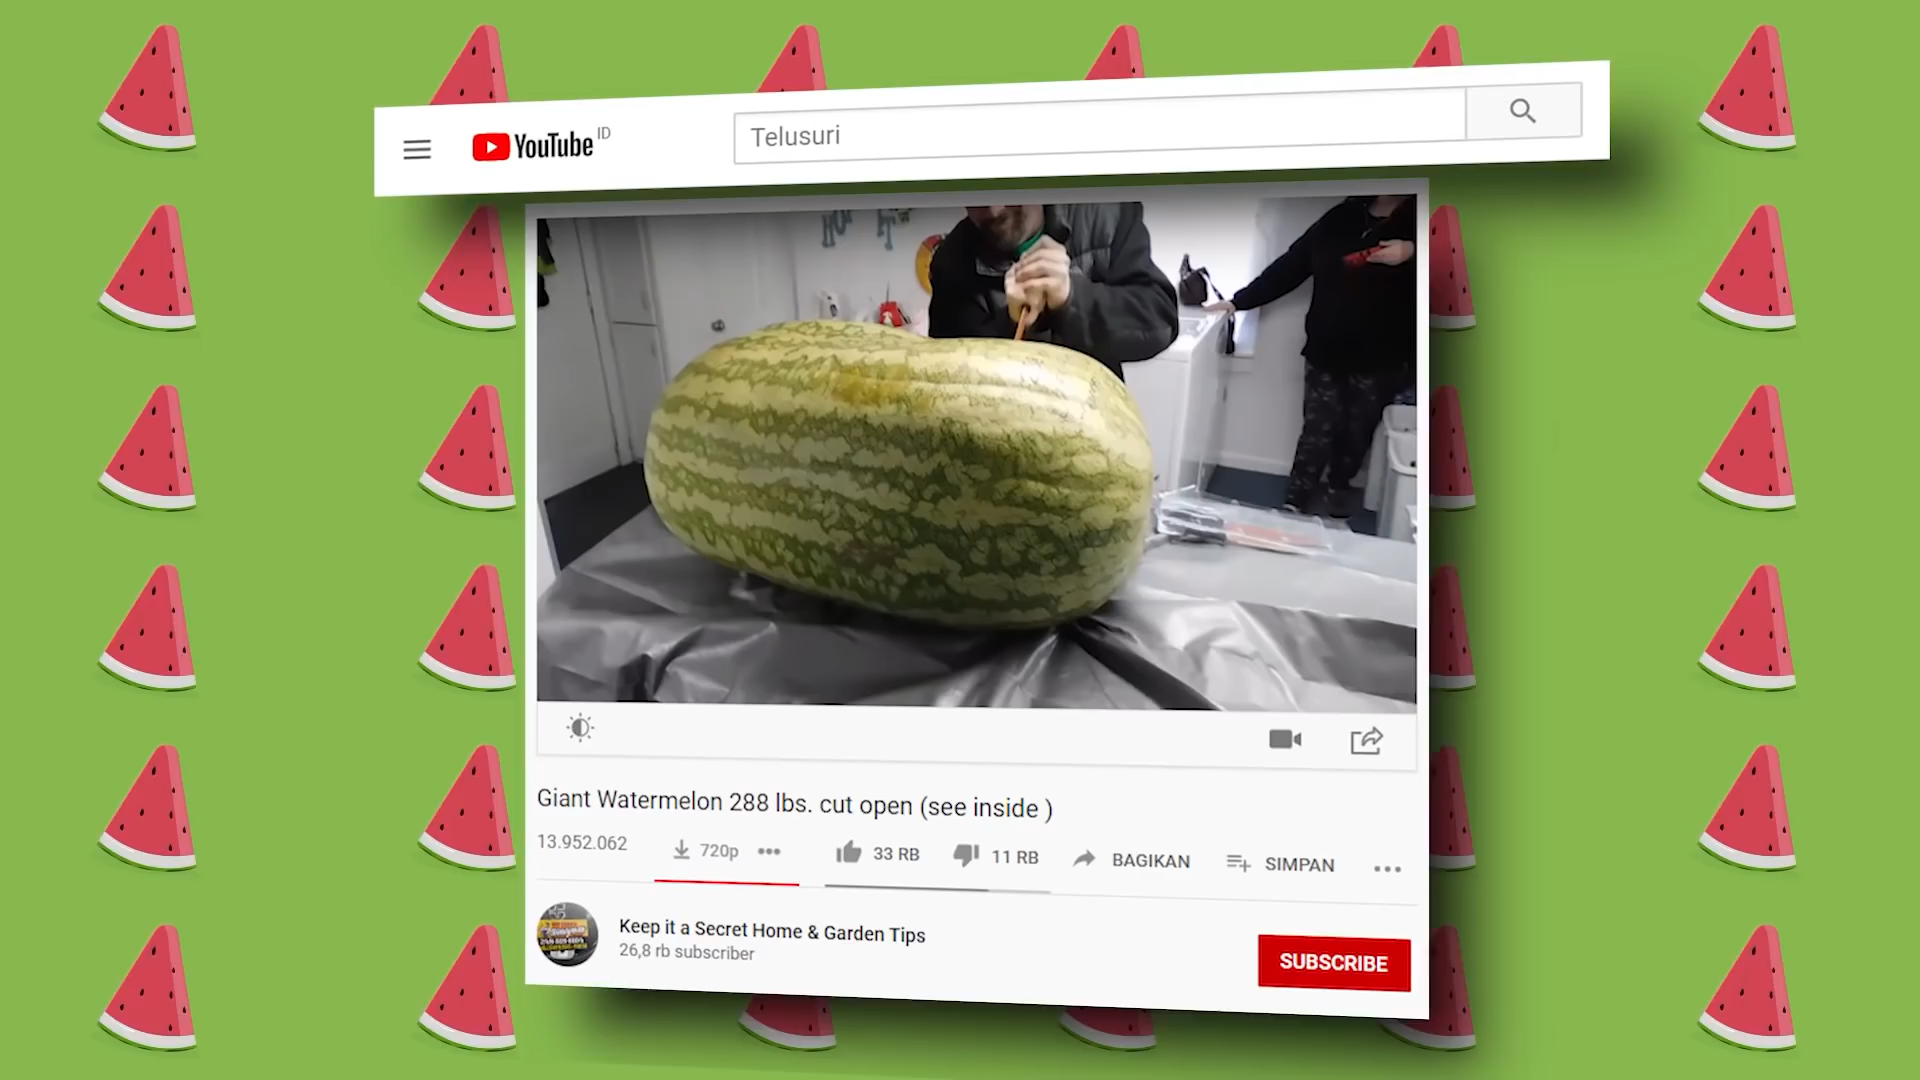 YouTube ID
Telusuri
Giant Watermelon 288 lbs. cut open (see inside )
13.952.062
720p
33 RB
11 RB
BAGIKAN
SIMPAN
Keep it a Secret Home & Garden Tips
26,8 rb subscriber
SUBSCRIBE